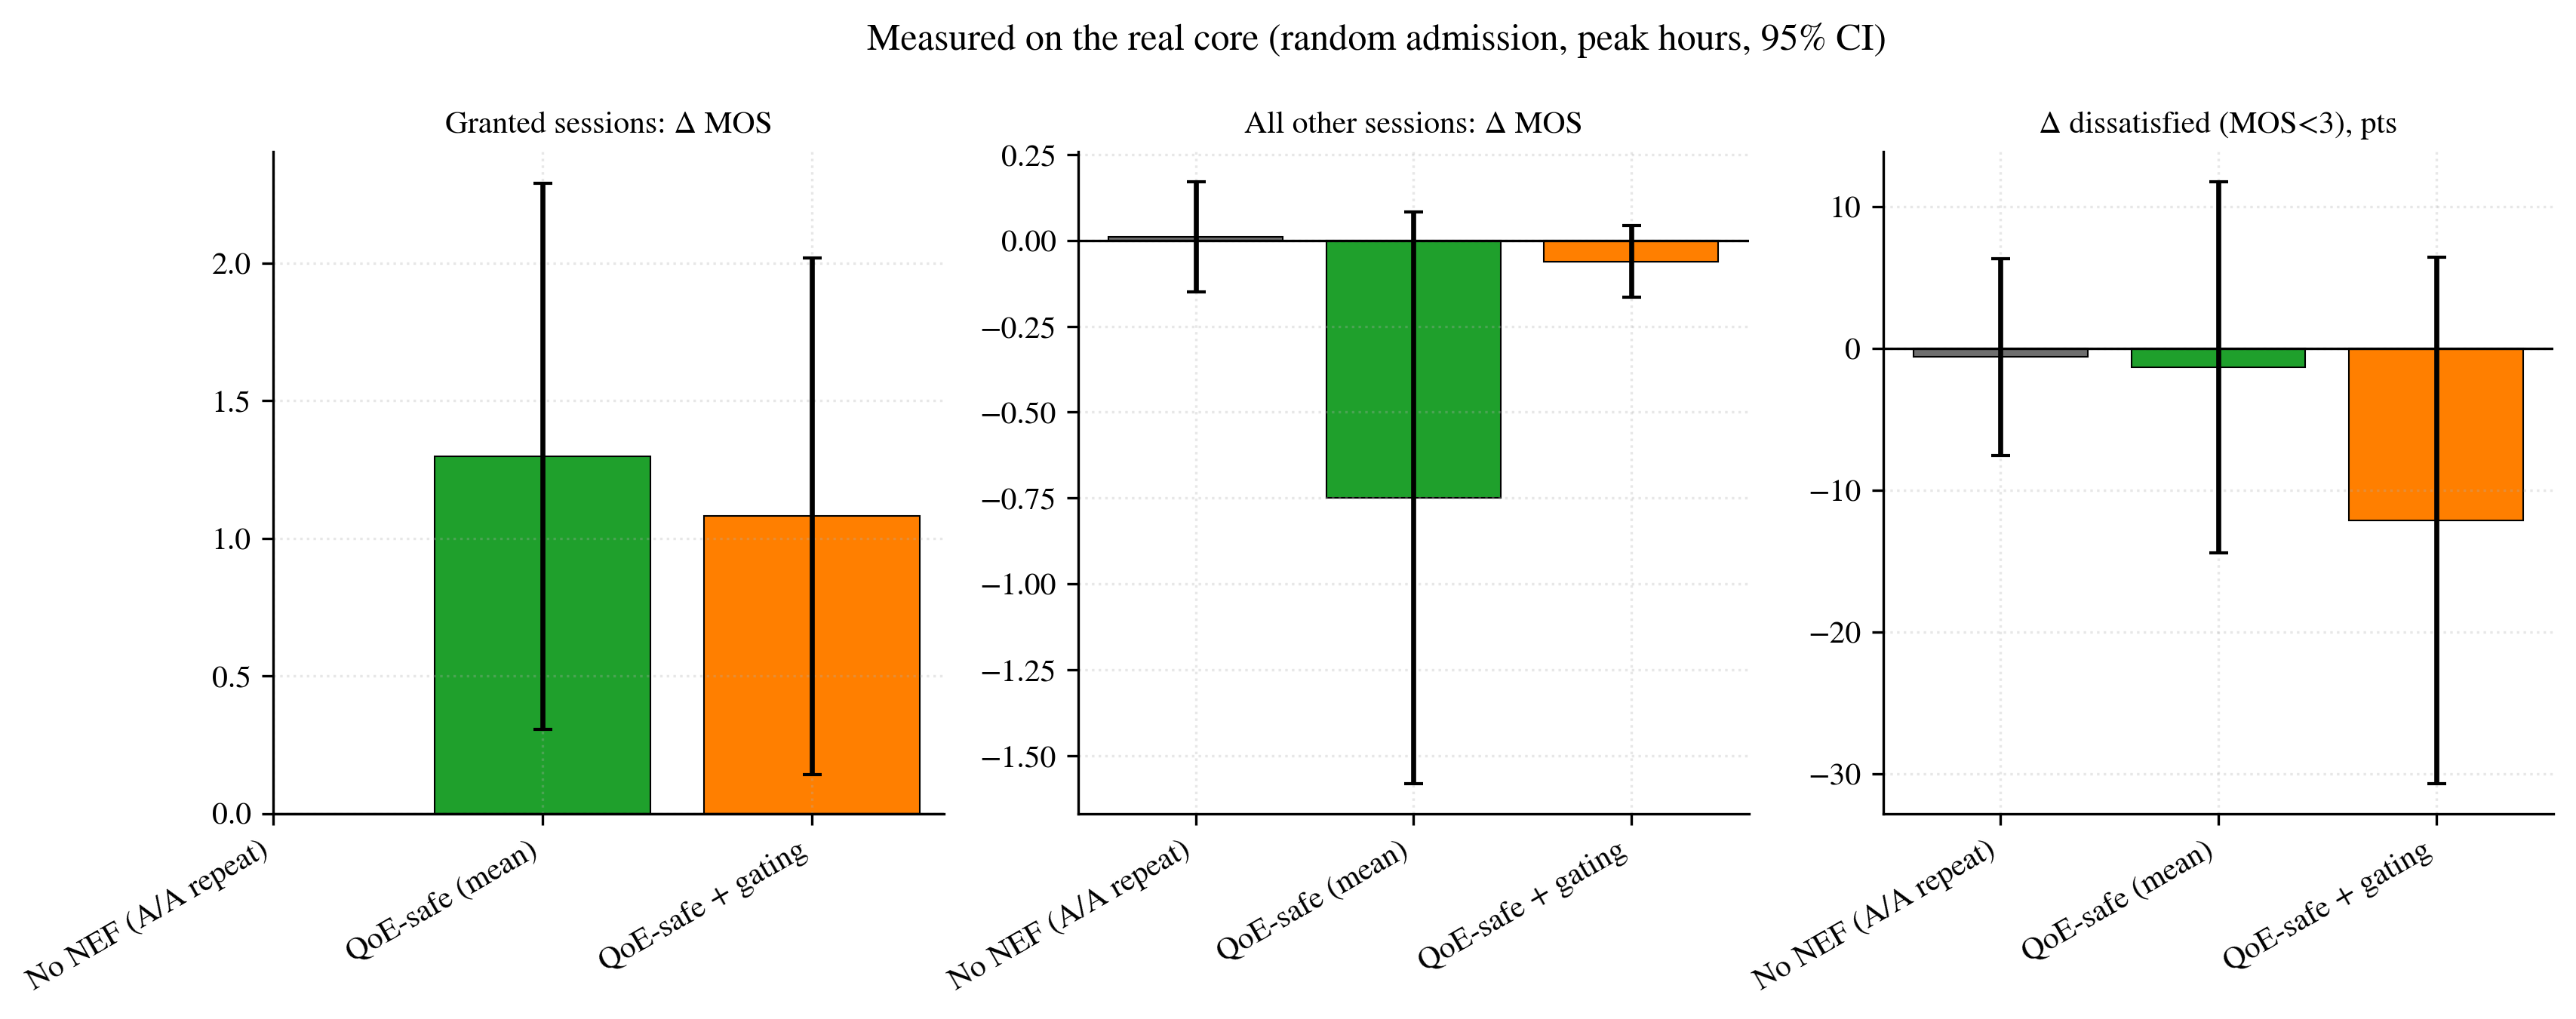 Measured on the real core (random admission, peak hours, 95% CI)
Granted sessions: Δ MOS
2.0
1.5
1.0
0.5
0.0
No NEF (A/A repeat)
QoE-safe (mean)
QoE-safe + gating
All other sessions: Δ MOS
0.25
0.00
−0.25
−0.50
−0.75
−1.00
−1.25
−1.50
No NEF (A/A repeat)
QoE-safe (mean)
QoE-safe + gating
Δ dissatisfied (MOS<3), pts
10
0
−10
−20
−30
No NEF (A/A repeat)
QoE-safe (mean)
QoE-safe + gating